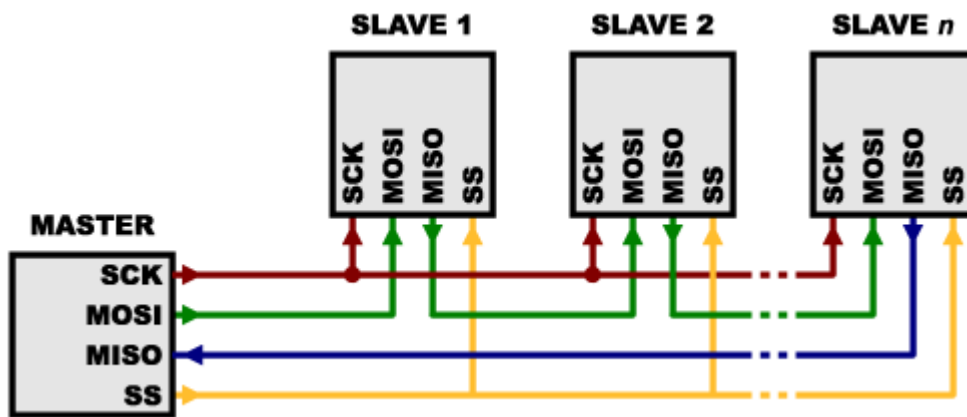 SLAVE 1 SLAVE 2 SLAVE n
SCK MOSI MISO SS SCK MOSI MISO SS SCK MOSI MISO SS
MASTER
SCK
MOSI
MISO
SS